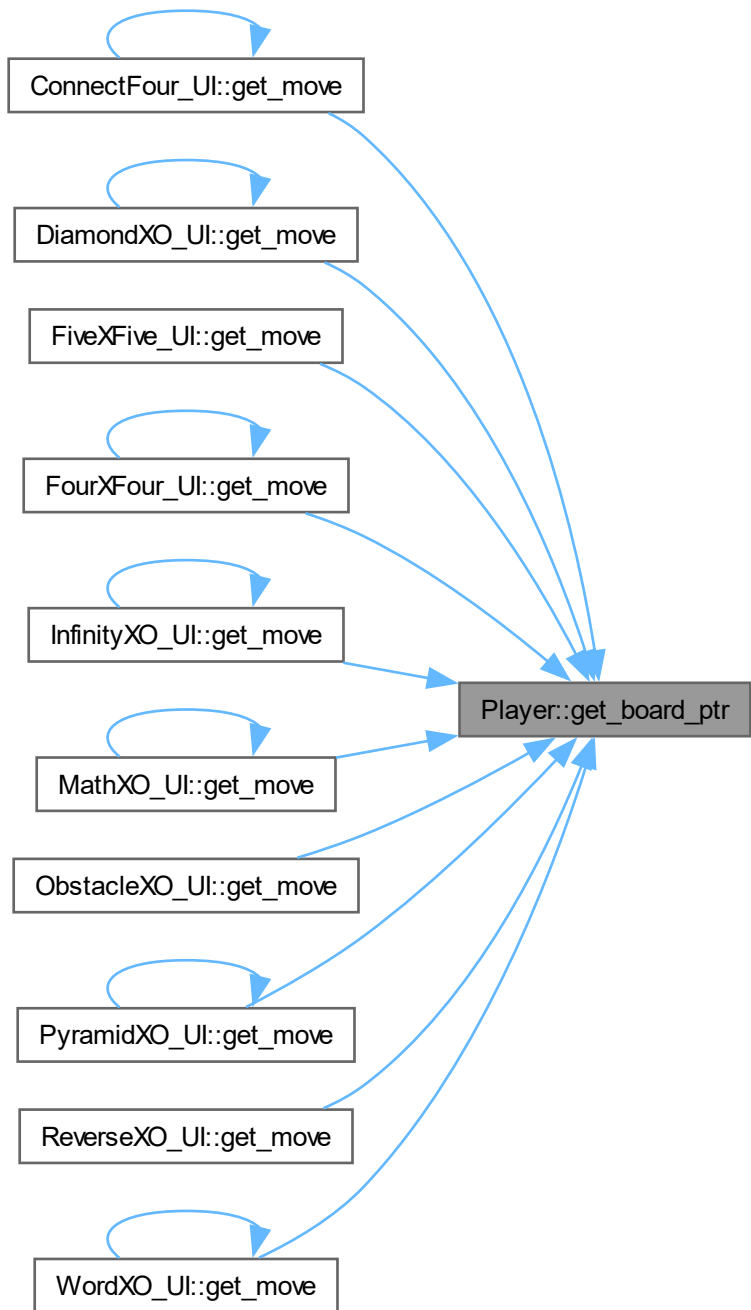 ConnectFour_UI::get_move
DiamondXO_UI::get_move
FiveXFive_UI::get_move
FourXFour_UI::get_move
InfinityXO_UI::get_move
Player::get_board_ptr
MathXO_UI::get_move
ObstacleXO_UI::get_move
PyramidXO_UI::get_move
ReverseXO_UI::get_move
WordXO_UI::get_move